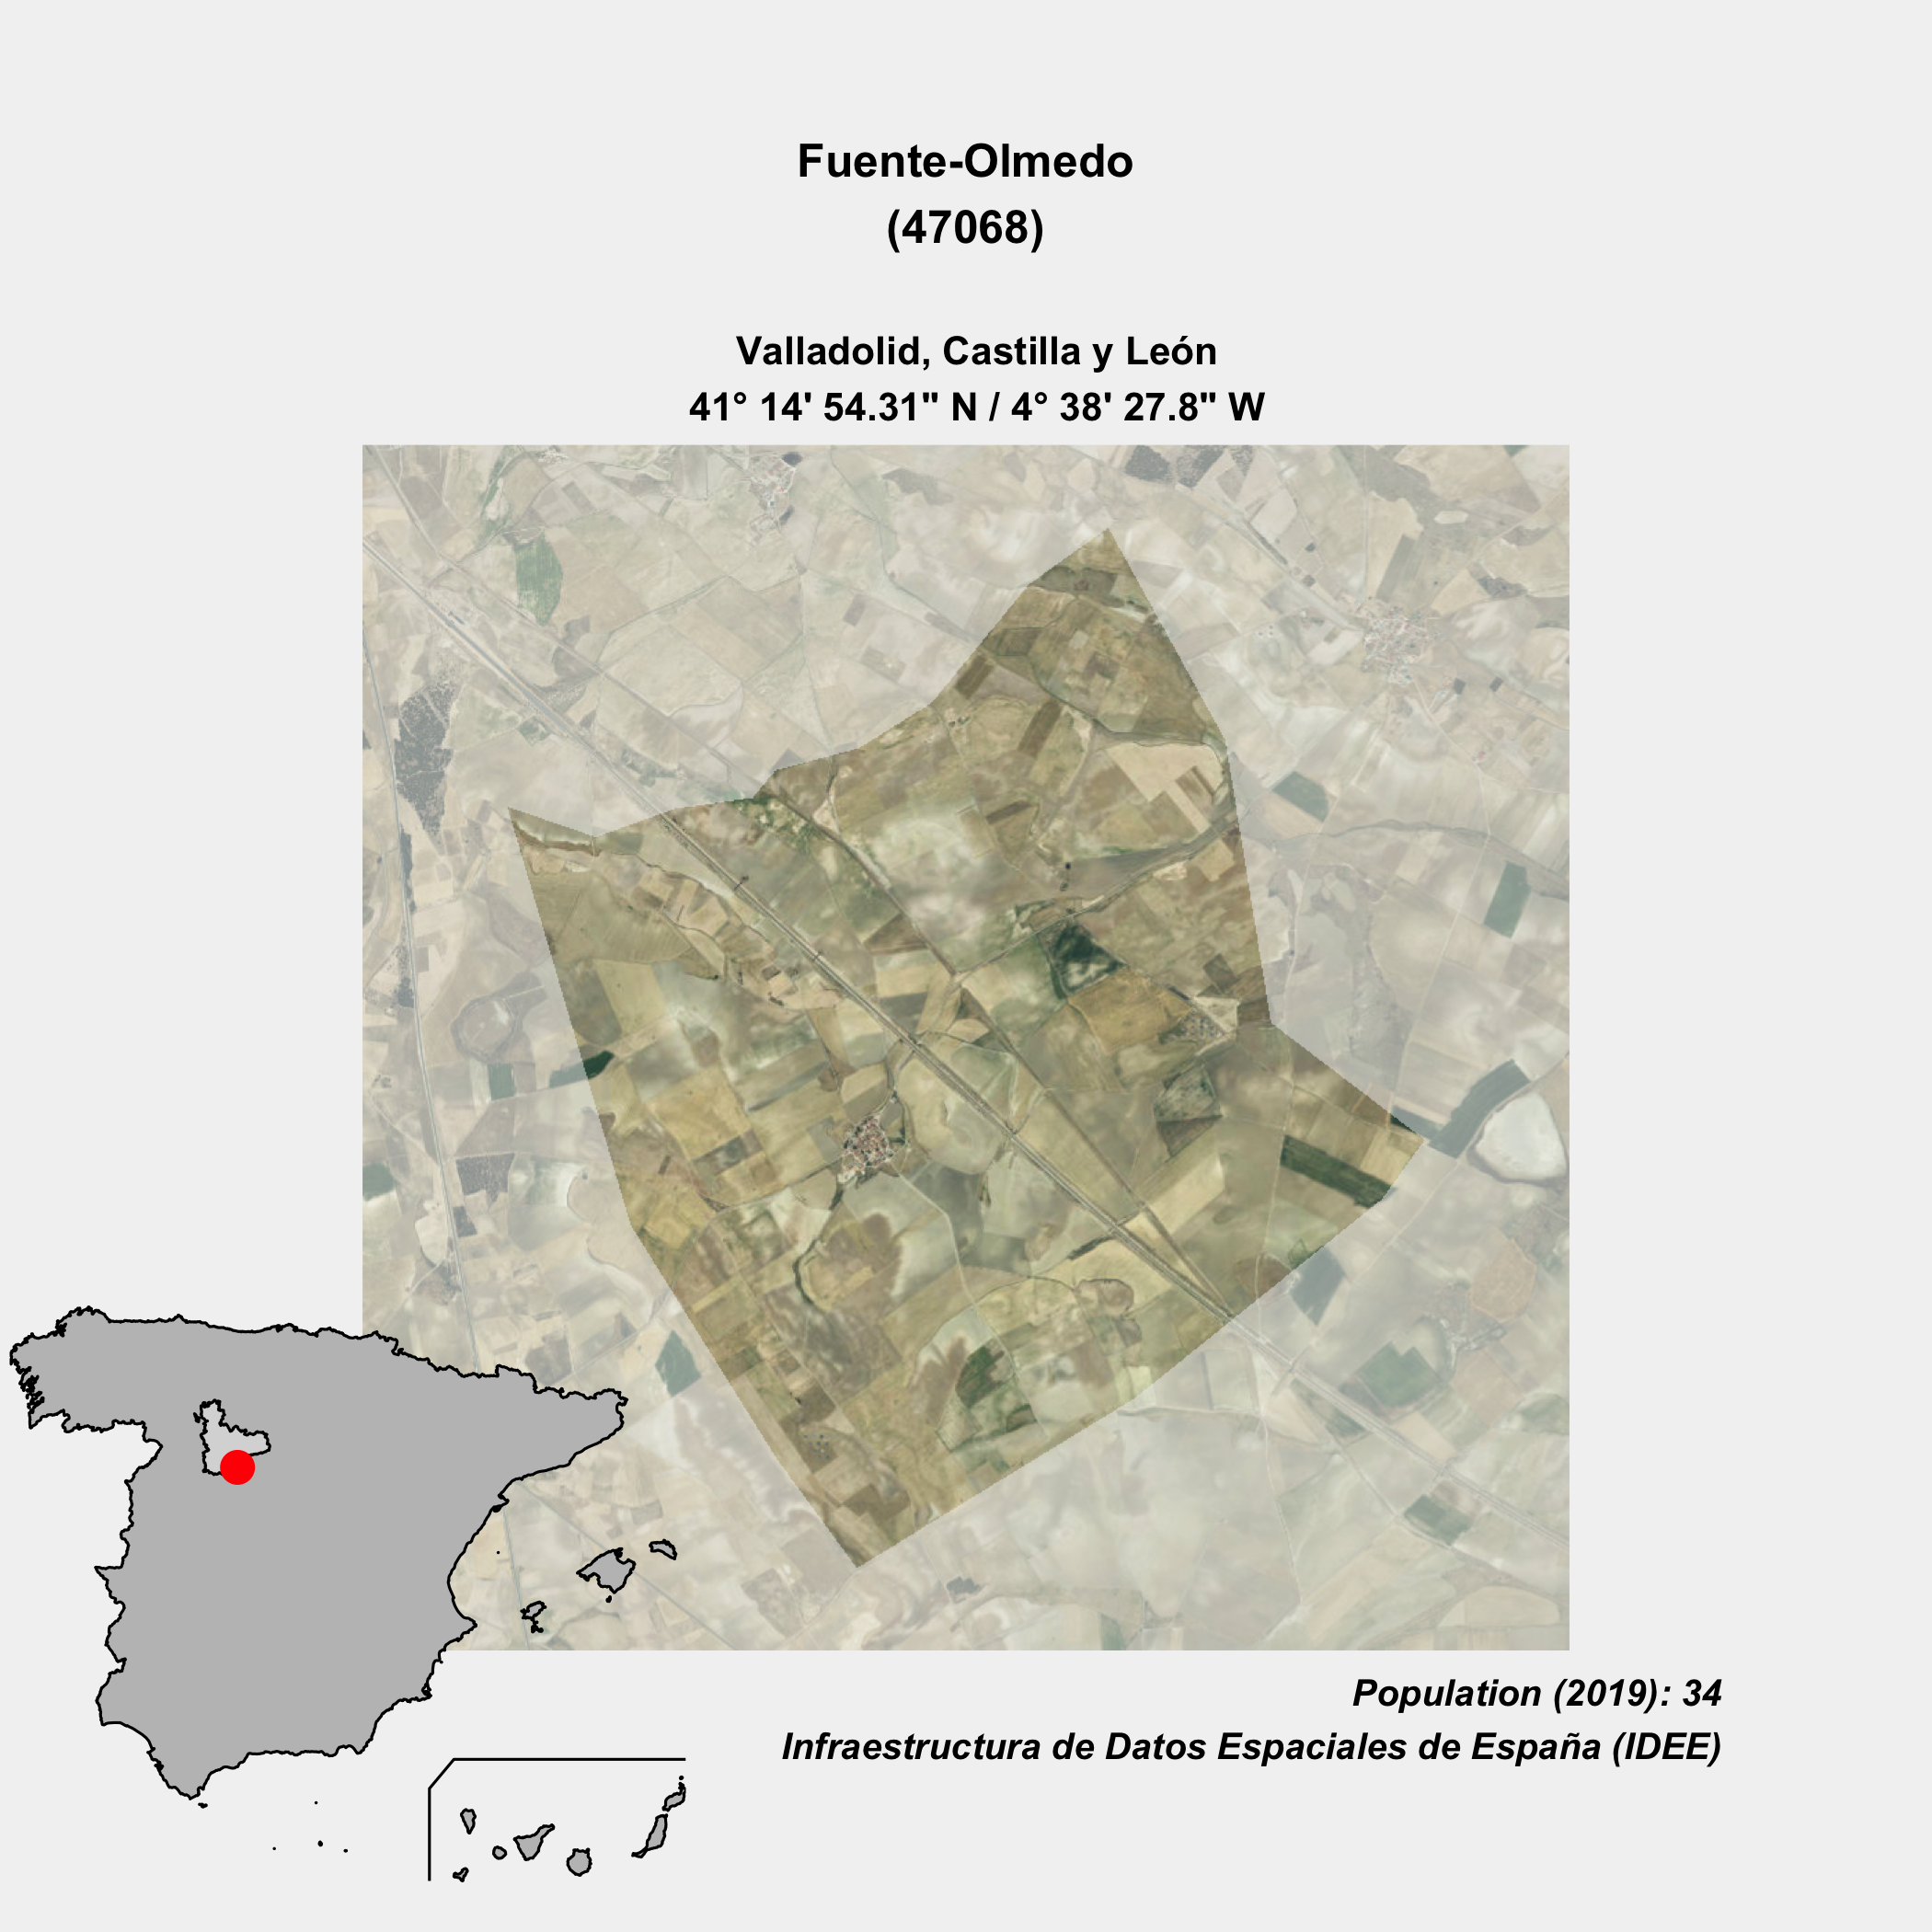 Fuente-Olmedo
(47068)
Valladolid, Castilla y León
41° 14' 54.31" N / 4° 38' 27.8" W
Population (2019): 34
Infraestructura de Datos Espaciales de España (IDEE)